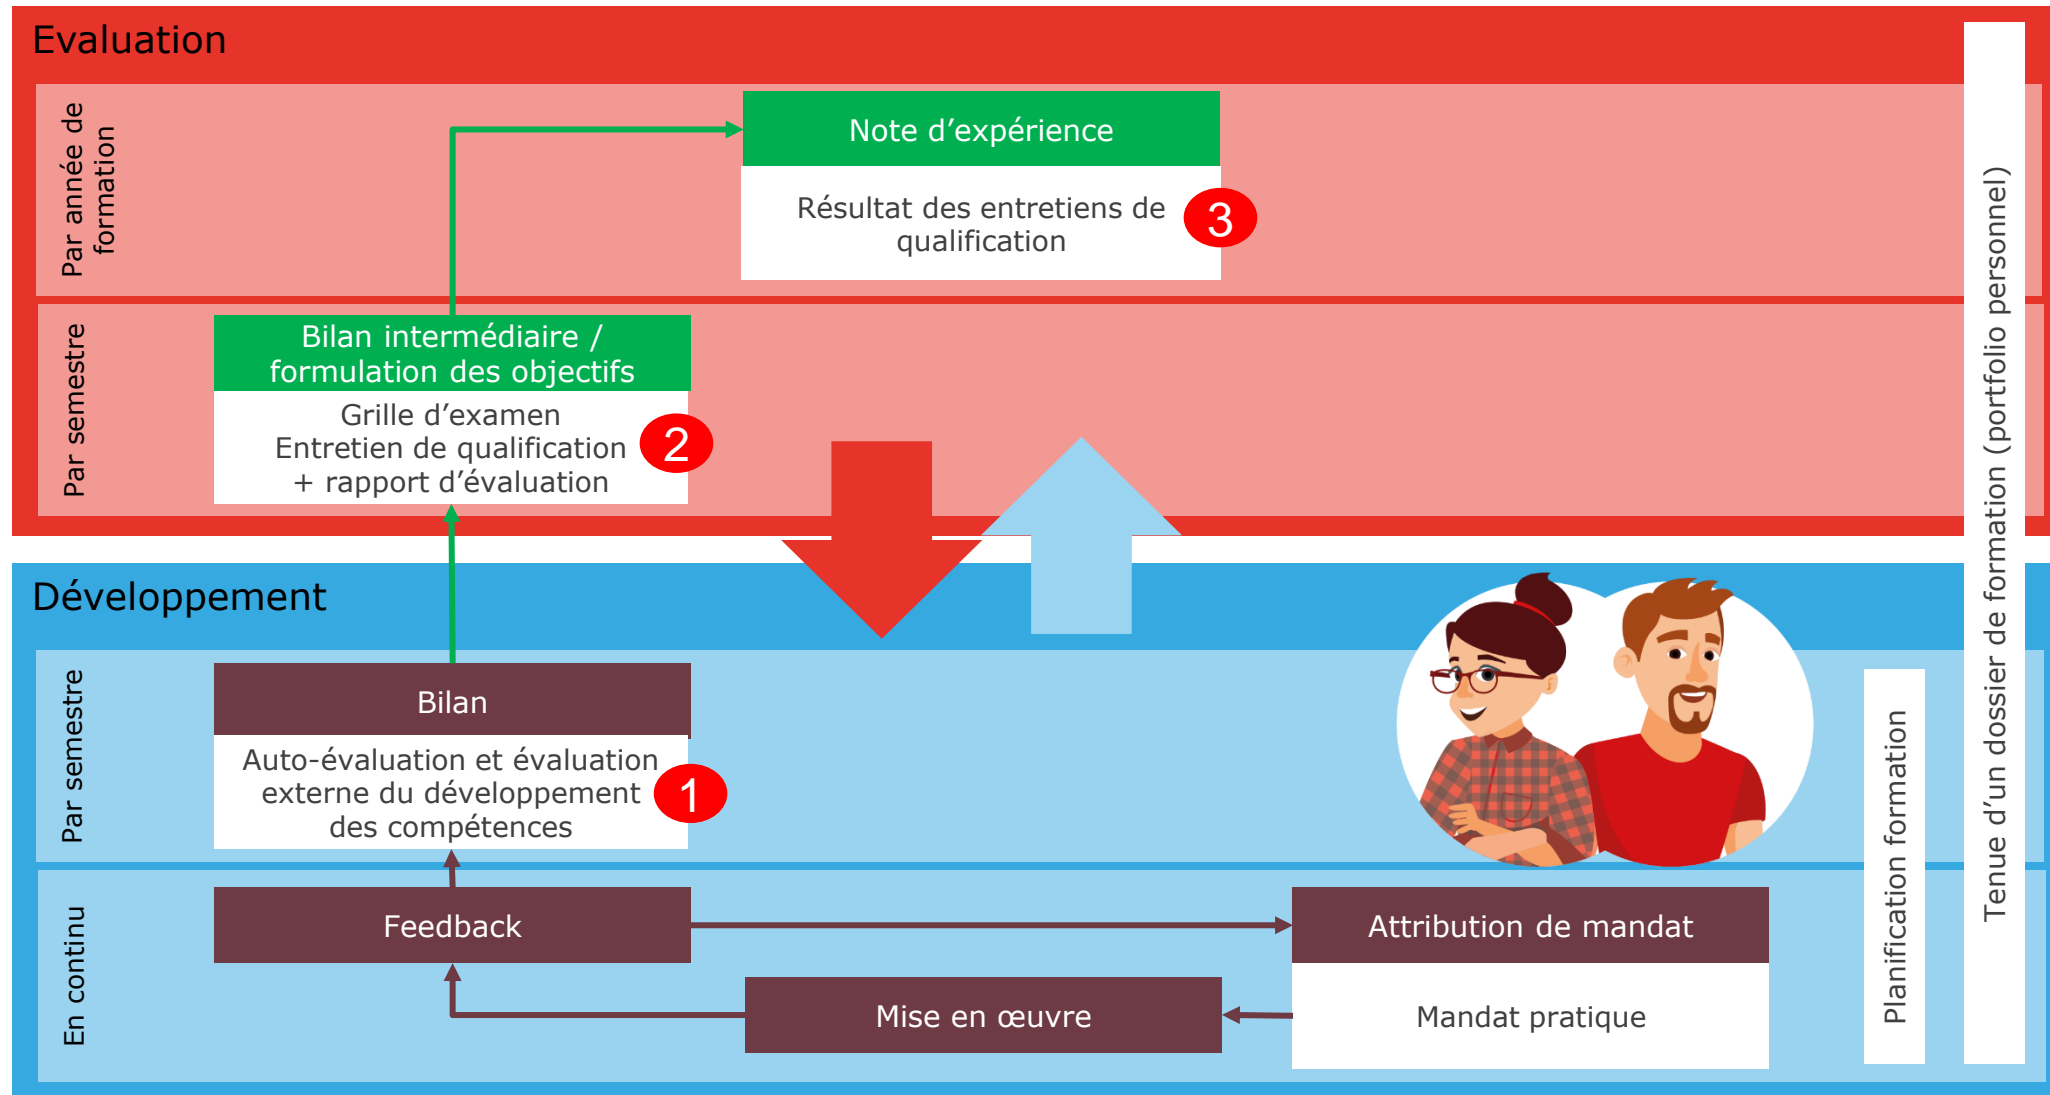 Evaluation
Par année de
formation
Note d’expérience
Résultat des entretiens de
qualification
3
Par semestre
Bilan intermédiaire /
formulation des objectifs
Grille d’examen
Entretien de qualification
+ rapport d’évaluation
2
Développement
Par semestre
Bilan
Auto-évaluation et évaluation
externe du développement
des compétences
1
En continu
Feedback
Attribution de mandat
Mise en œuvre
Mandat pratique
Planification formation
Tenue d’un dossier de formation (portfolio personnel)